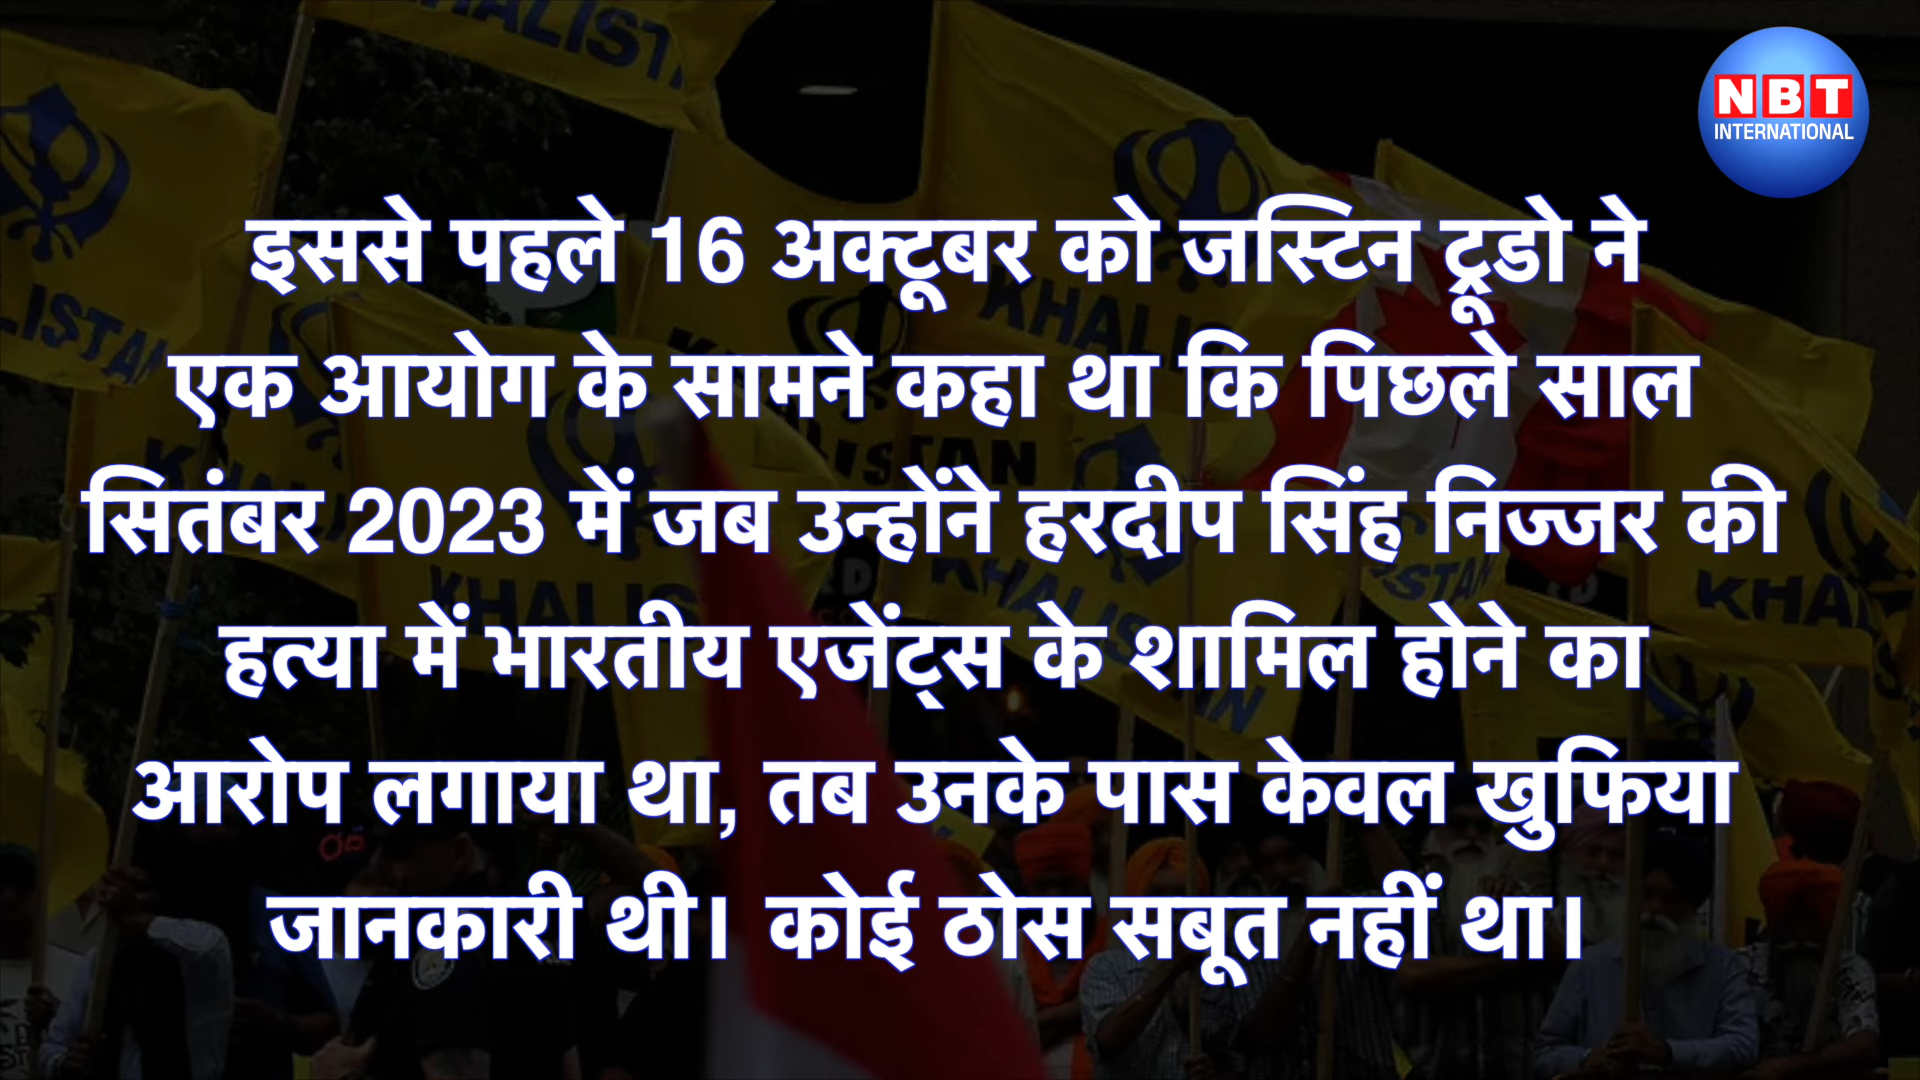 KHALISTAN
NBT
INTERNATIONAL
इससे पहले 16 अक्टूबर को जस्टिन ट्रूडो ने
एक आयोग के सामने कहा था कि पिछले साल
सितंबर 2023 में जब उन्होंने हरदीप सिंह निज्जर की
हत्या में भारतीय एजेंट्स के शामिल होने का
आरोप लगाया था, तब उनके पास केवल खुफिया
जानकारी थी। कोई ठोस सबूत नहीं था।